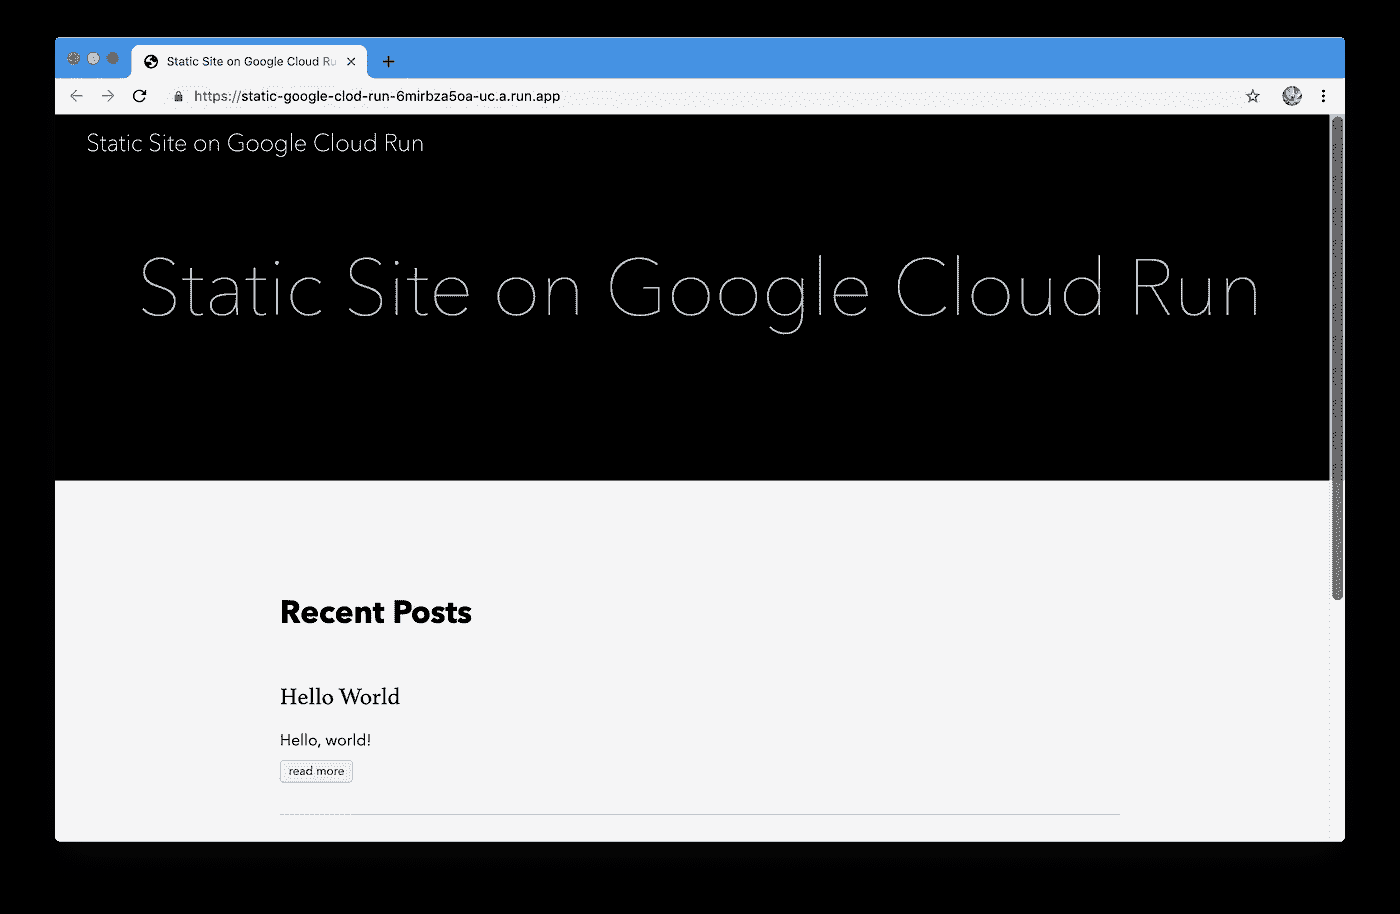 Static Site on Google Cloud Ru
https://static-google-clod-run-6mirbza5oa-uc.a.run.app
Static Site on Google Cloud Run
Static Site on Google Cloud Run
Recent Posts
Hello World
Hello, world!
read more